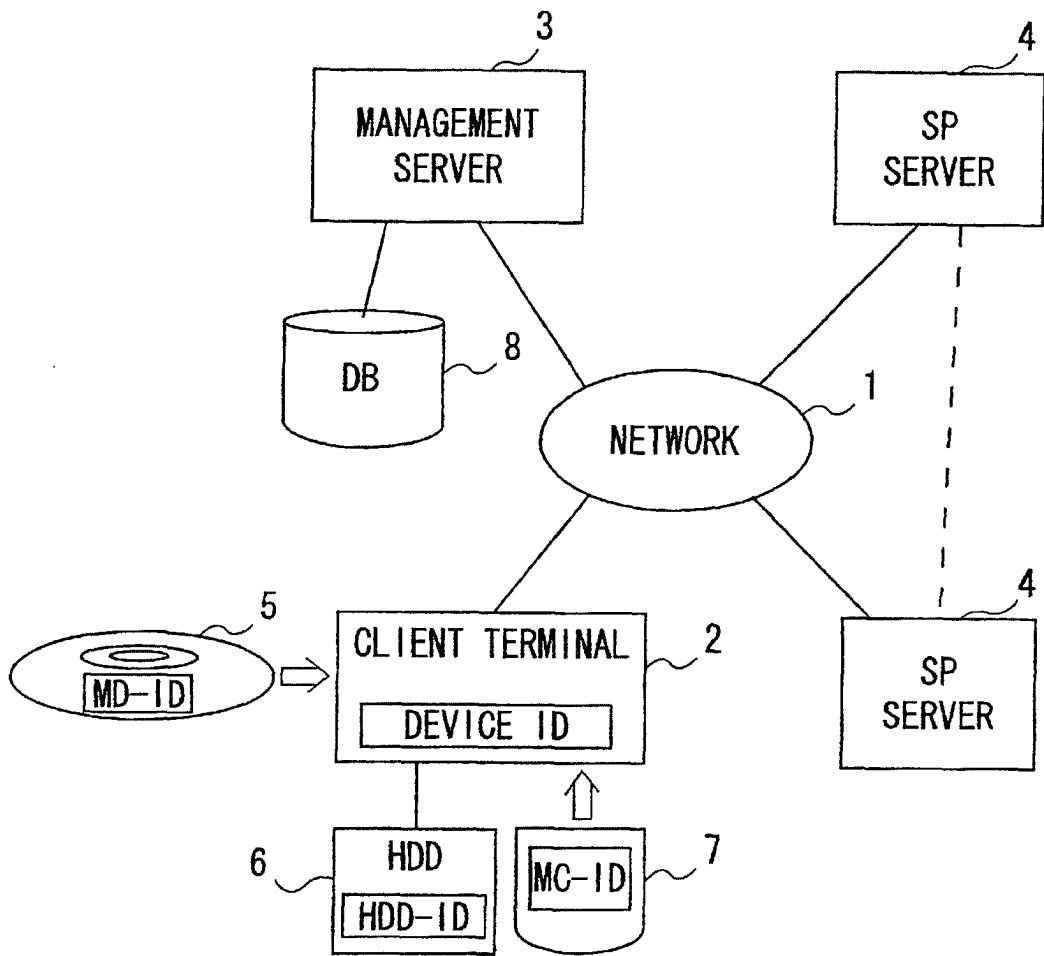 3
4
MANAGEMENT
SERVER
SP
SERVER
DB
8
1
NETWORK
5
MD-ID
CLIENT TERMINAL
2
DEVICE ID
4
SP
SERVER
6
HDD
HDD-ID
MC-ID
7